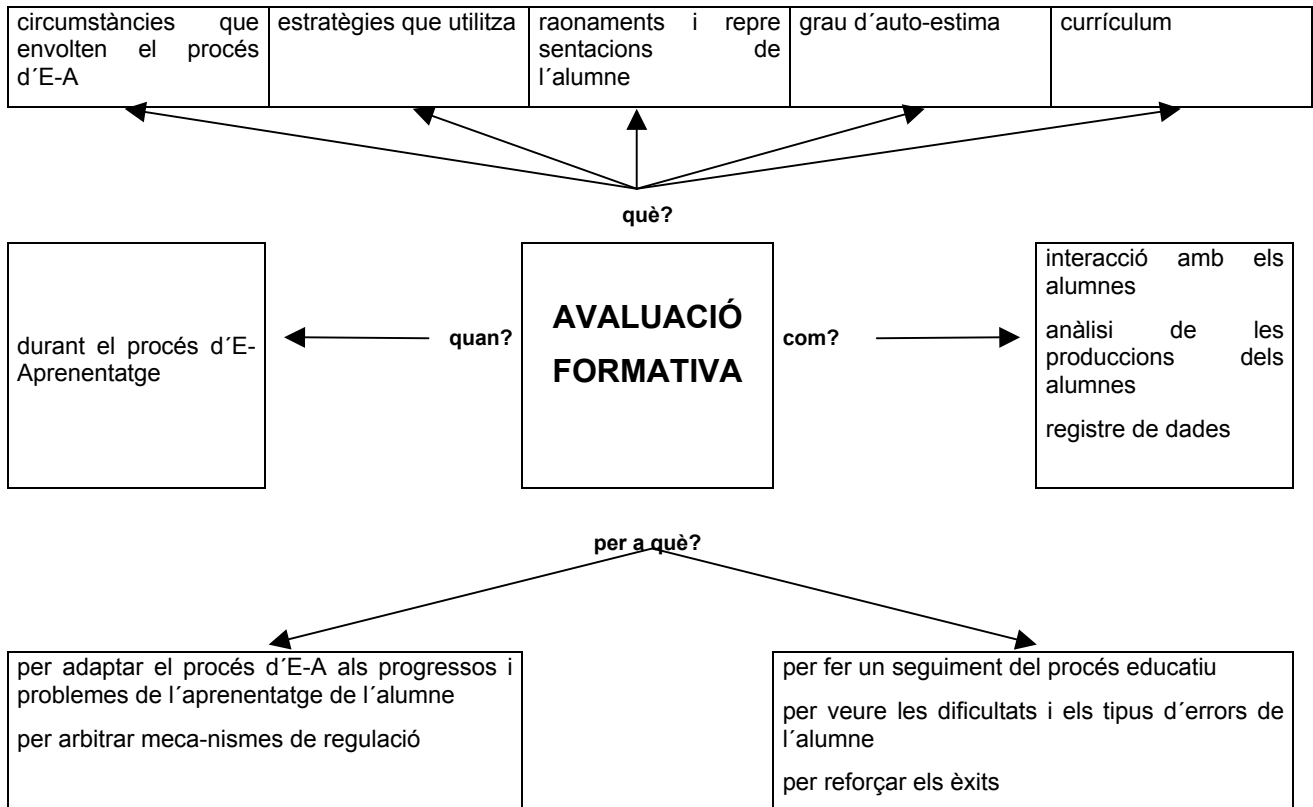 circumstàncies que
envolten el procés
d´E-A
estratègies que utilitza
raonaments i repre
sentacions de
l´alumne
grau d´auto-estima
currículum
què?
durant el procés d´E-
Aprenentatge
quan?
AVALUACIÓ
FORMATIVA
com?
interacció amb els
alumnes
anàlisi de les
produccions dels
alumnes
registre de dades
per a què?
per adaptar el procés d´E-A als progressos i
problemes de l´aprenentatge de l´alumne
per arbitrar meca-nismes de regulació
per fer un seguiment del procés educatiu
per veure les dificultats i els tipus d´errors de
l´alumne
per reforçar els èxits